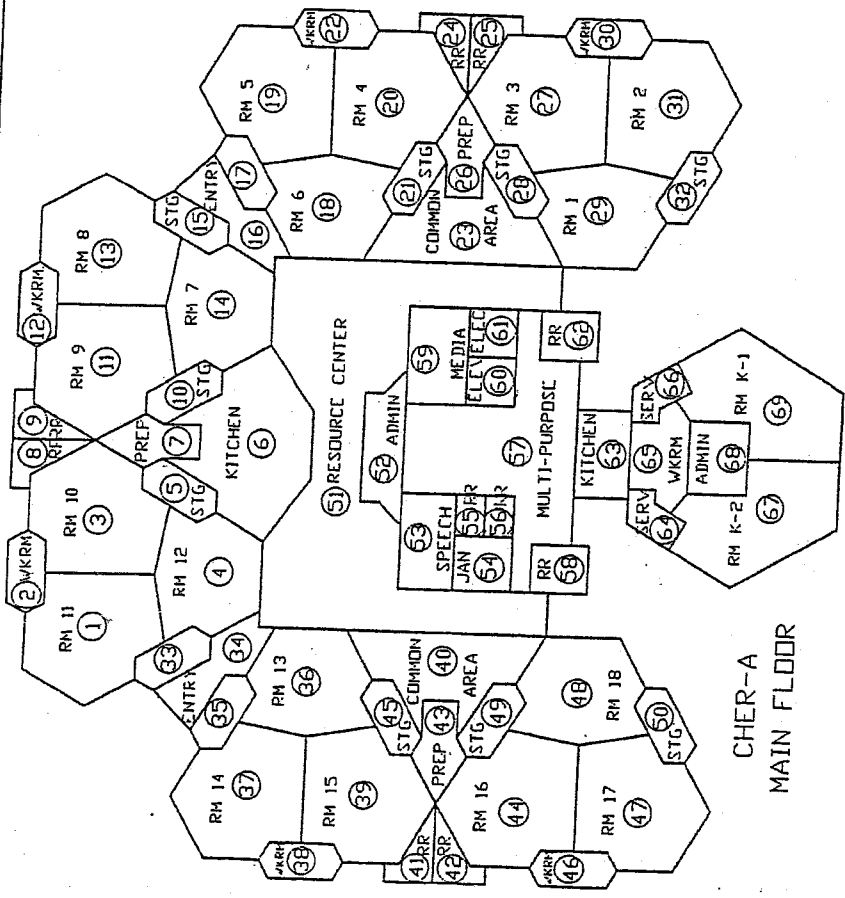 RM 11
1
2
WKRM
RM 10
3
RM 12
4
5
STG
KITCHEN
6
PREP
7
8
RR
9
RR
10
STG
RM 9
11
12
WKRM
RM 8
13
RM 7
14
STG
15
ENTRY
16
17
RM 6
18
RM 5
19
RM 4
20
21
STG
WKRM
22
COMMON
23
AREA
24
RR
25
RR
26
PREP
RM 3
27
STG
28
RM 1
29
WKRM
30
RM 2
31
32
STG
33
34
ENTRY
35
RM 13
36
RM 14
37
WKRM
38
RM 15
39
COMMON
40
AREA
41
RR
42
RR
PREP
43
RM 16
44
45
STG
WKRM
46
RM 17
47
48
RM 18
STG
49
STG
50
51
RESOURCE CENTER
52
ADMIN
53
SPEECH
JAN
54
55
RR
56
57
MULTI-PURPOSE
RR
58
59
MEDIA
ELEV
60
ELEC
61
RR
62
KITCHEN
63
SERV
64
65
WKRM
SERV
66
RM K-2
67
ADMIN
68
RM K-1
69
CHER-A
MAIN FLOOR